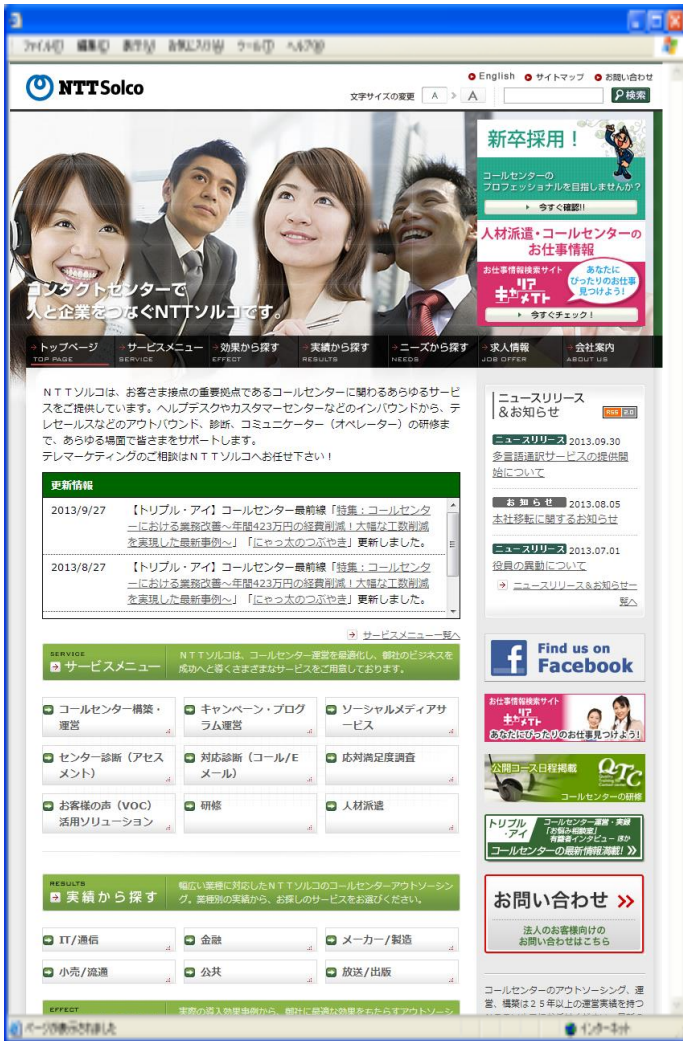 ファイル(F) 編集(E) 表示(V) お気に入り(A) ツール(T) ヘルプ(H)
NTT Solco
English サイトマップ お問い合わせ
文字サイズの変更 A > A 検索
新卒採用！
コールセンターの
プロフェッショナルを目指しませんか？
今すぐ確認!!
人材派遣・コールセンターの
お仕事情報
お仕事情報検索サイト
あなたに
ぴったりのお仕事
見つけよう！
今すぐチェック！
コンタクトセンターで
人と企業をつなぐNTTソルコです。
トップページ サービスメニュー 効果から探す 実績から探す ニーズから探す 求人情報 会社案内
TOP PAGE SERVICE EFFECT RESULTS NEEDS JOB OFFER ABOUT US
ＮＴＴソルコは、お客さま接点の重要拠点であるコールセンターに関わるあらゆるサービ
スをご提供しています。ヘルプデスクやカスタマーセンターなどのインバウンドから、テ
レセールスなどのアウトバウンド、診断、コミュニケーター（オペレーター）の研修ま
で、あらゆる場面で皆さまをサポートします。
テレマーケティングのご相談はＮＴＴソルコへお任せ下さい！
更新情報
2013/9/27 【トリプル・アイ】コールセンター最前線「特集：コールセンタ
ーにおける業務改善～年間423万円の経費削減！大幅な工数削減
を実現した最新事例～」「にゃっ太のつぶやき」更新しました。
2013/8/27 【トリプル・アイ】コールセンター最前線「特集：コールセンタ
ーにおける業務改善～年間423万円の経費削減！大幅な工数削減
を実現した最新事例～」「にゃっ太のつぶやき」更新しました。
サービスメニュー一覧へ
SERVICE
サービスメニュー
ＮＴＴソルコは、コールセンター運営を最適化し、御社のビジネスを
成功へと導くさまざまなサービスをご用意しております。
コールセンター構築・
運営
キャンペーン・プログ
ラム運営
ソーシャルメディアサ
ービス
センター診断（アセス
メント）
対応診断（コール/E
メール）
応対満足度調査
お客様の声（VOC）
活用ソリューション
研修
人材派遣
RESULTS
実績から探す
幅広い業種に対応したＮＴＴソルコのコールセンターアウトソーシン
グ。業種別の実績から、お探しのサービスをお選びください。
IT/通信
金融
メーカー/製造
小売/流通
公共
放送/出版
EFFECT
実際の導入効果事例から、御社に最適な効果をもたらすアウトソーシ
ニュースリリース
&お知らせ
RSS 2.0
ニュースリリース 2013.09.30
多言語通訳サービスの提供開
始について
お知らせ 2013.08.05
本社移転に関するお知らせ
ニュースリリース 2013.07.01
役員の異動について
ニュースリリース&お知らせ一
覧へ
Find us on
Facebook
お仕事情報検索サイト
あなたにぴったりのお仕事見つけよう！
公開コース日程掲載
QTC
コールセンターの研修
トリプル
・アイ
コールセンター運営・実録
「お悩み相談室」
有識者インタビュー ほか
コールセンターの最新情報満載！
お問い合わせ
法人のお客様向けの
お問い合わせはこちら
コールセンターのアウトソーシング、運
営、構築は２５年以上の運営実績を持つ
ページが表示されました
インターネット